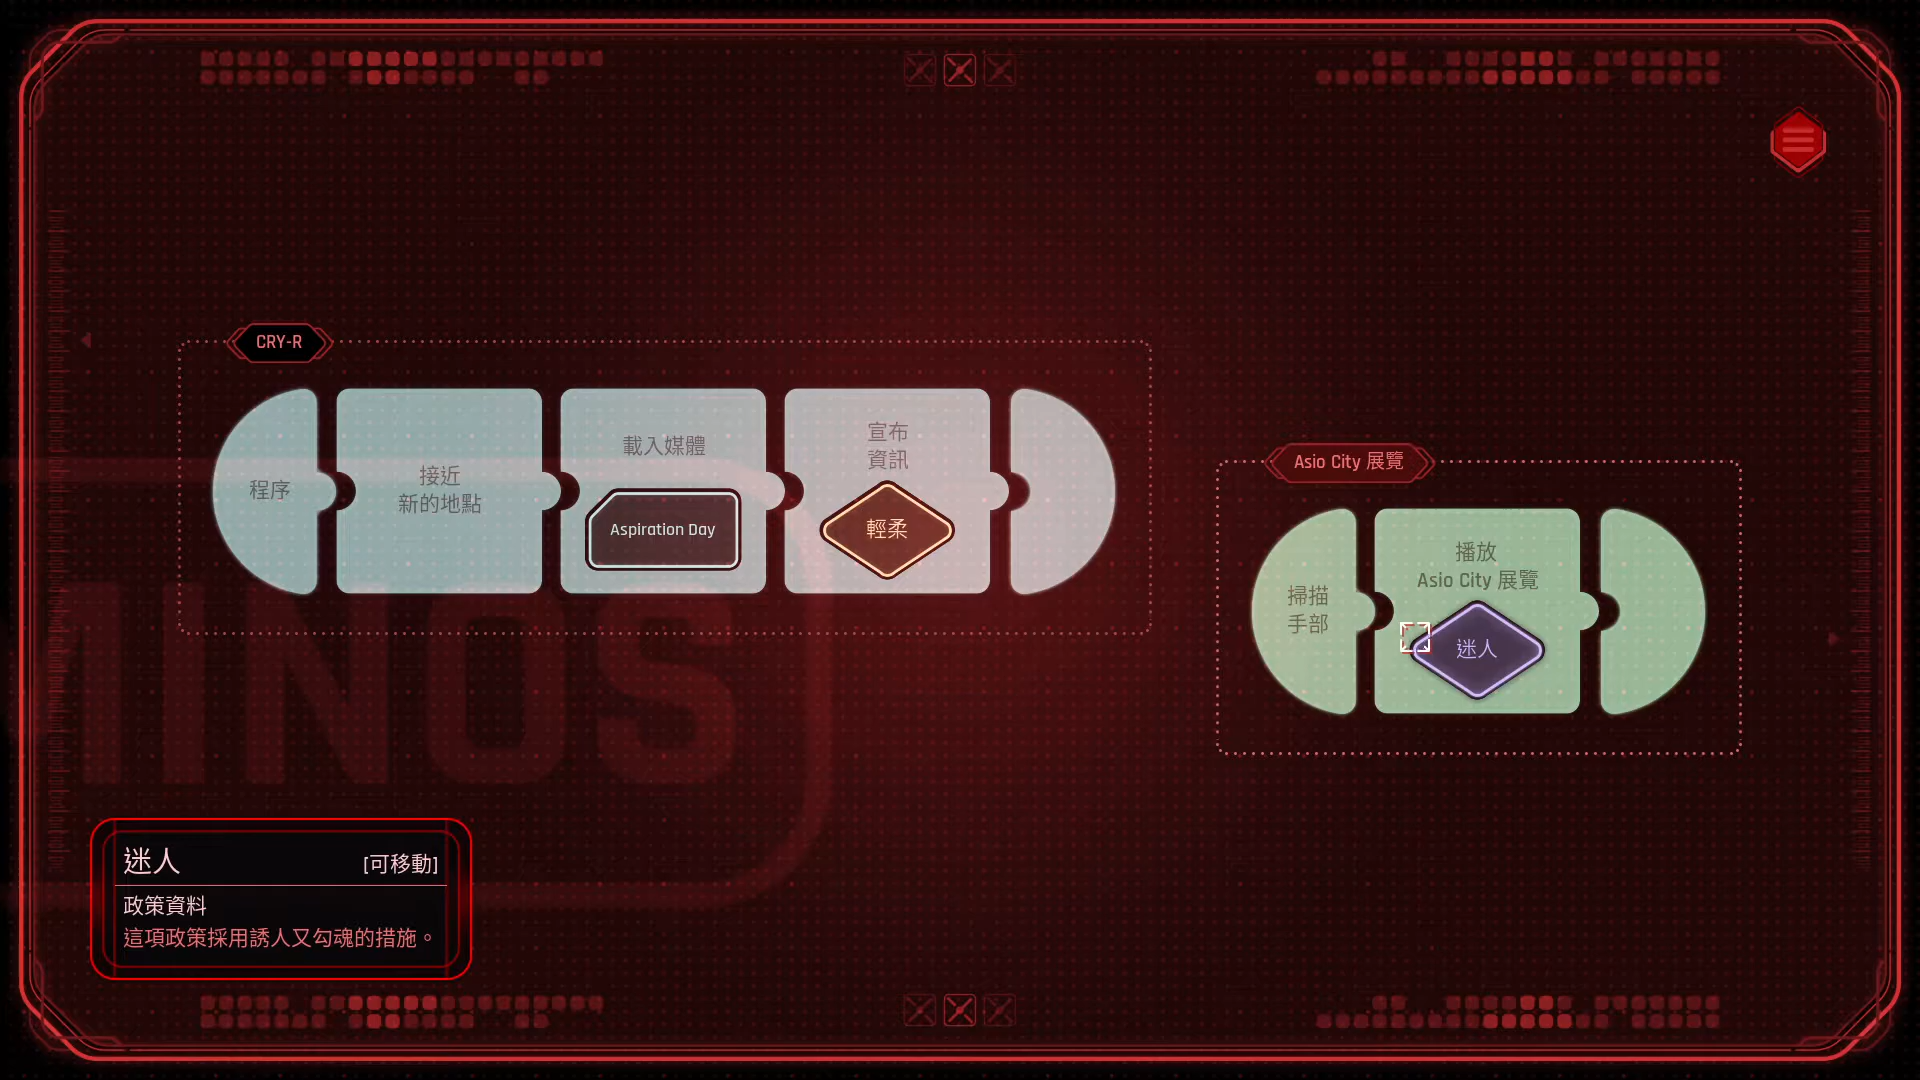 CRY-R
程序
接近
新的地點
載入媒體
Aspiration Day
宣布
資訊
輕柔
Asio City 展覽
掃描
手部
播放
Asio City 展覽
迷人
MINOS
迷人
[可移動]
政策資料
這項政策採用誘人又勾魂的措施。